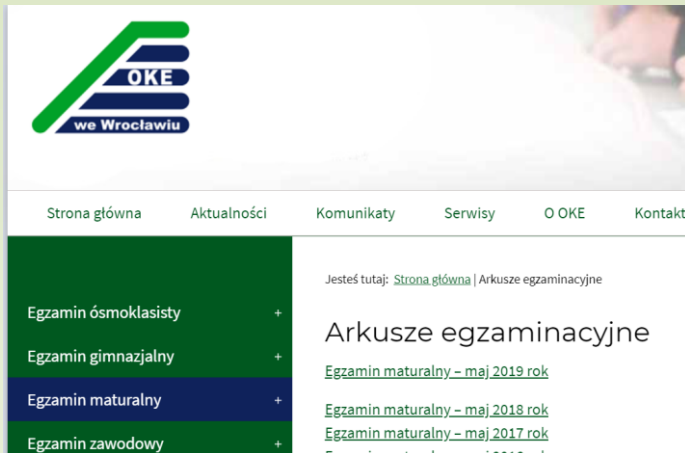 OKE
we Wrocławiu
Strona główna Aktualności Komunikaty Serwisy O OKE Kontakt
Jesteś tutaj: Strona główna | Arkusze egzaminacyjne
Egzamin ósmoklasisty +
Egzamin gimnazjalny +
Egzamin maturalny +
Egzamin zawodowy +
Arkusze egzaminacyjne
Egzamin maturalny – maj 2019 rok
Egzamin maturalny – maj 2018 rok
Egzamin maturalny – maj 2017 rok